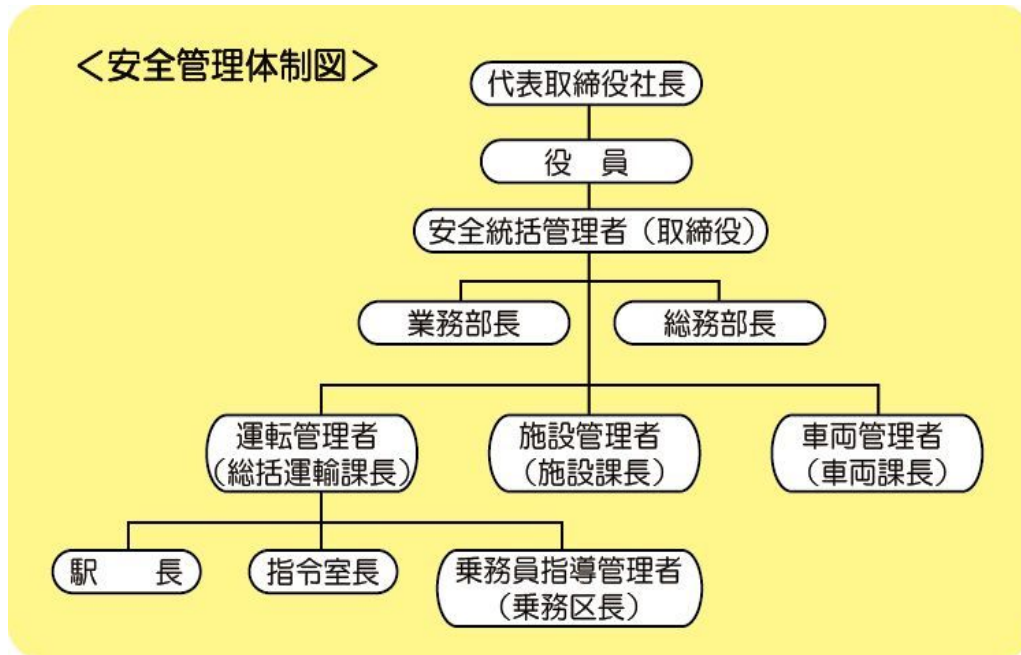 ＜安全管理体制図＞
代表取締役社長
役　員
安全統括管理者（取締役）
業務部長
総務部長
運転管理者
（総括運輸課長）
施設管理者
（施設課長）
車両管理者
（車両課長）
駅　長
指令室長
乗務員指導管理者
（乗務区長）